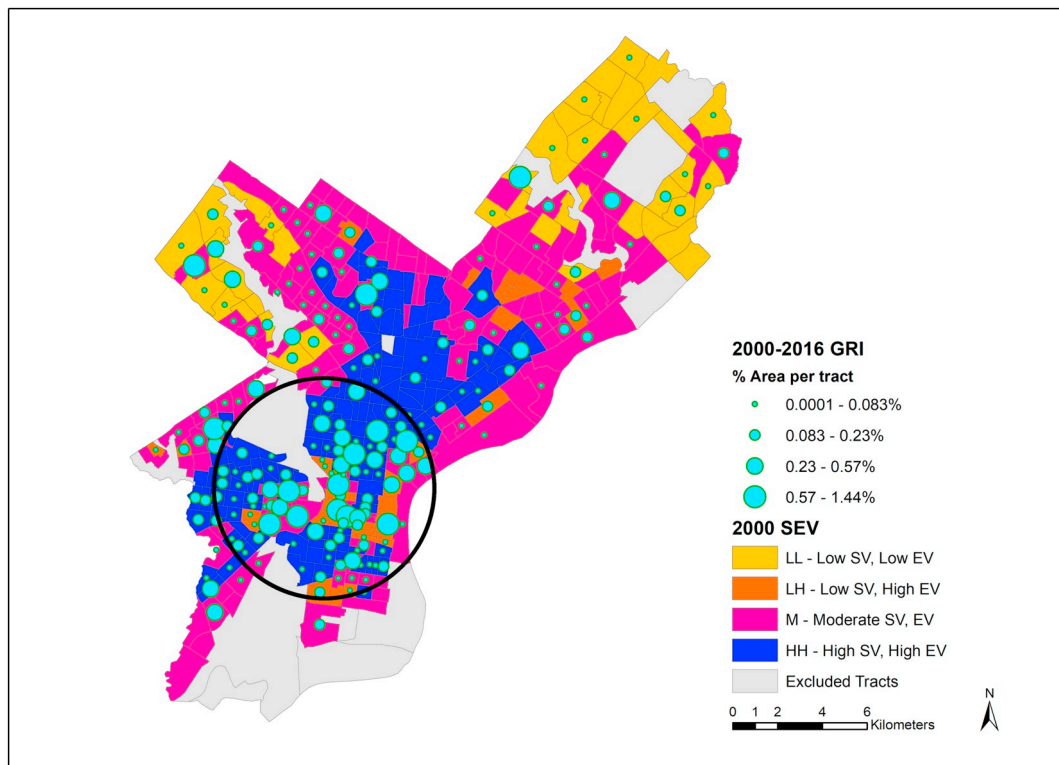 2000-2016 GRI
% Area per tract
0.0001 - 0.083%
0.083 - 0.23%
0.23 - 0.57%
0.57 - 1.44%
2000 SEV
LL - Low SV, Low EV
LH - Low SV, High EV
M - Moderate SV, EV
HH - High SV, High EV
Excluded Tracts
N
0 1 2 4 6
Kilometers